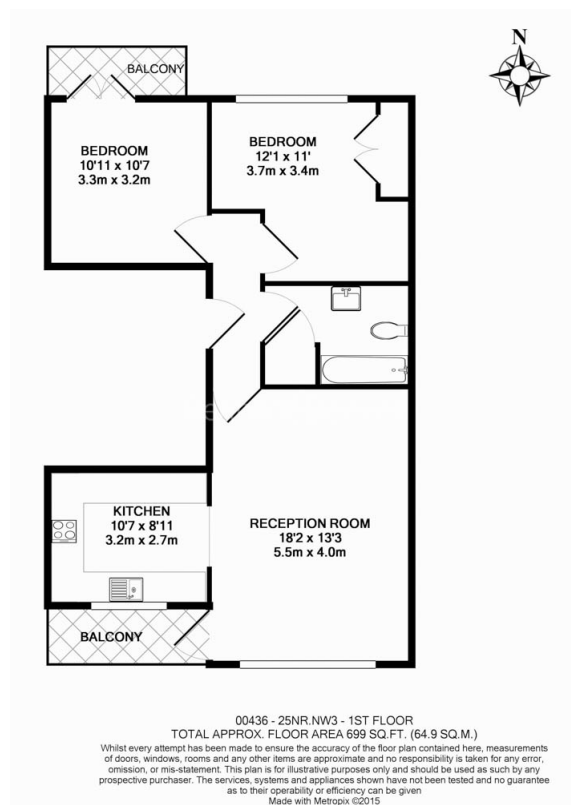 N
BALCONY
BEDROOM
10'11 x 10'7
3.3m x 3.2m
BEDROOM
12'1 x 11'
3.7m x 3.4m
KITCHEN
10'7 x 8'11
3.2m x 2.7m
RECEPTION ROOM
18'2 x 13'3
5.5m x 4.0m
BALCONY
00436 - 25NR.NW3 - 1ST FLOOR
TOTAL APPROX. FLOOR AREA 699 SQ.FT. (64.9 SQ.M.)
Whilst every attempt has been made to ensure the accuracy of the floor plan contained here, measurements
of doors, windows, rooms and any other items are approximate and no responsibility is taken for any error,
omission, or mis-statement. This plan is for illustrative purposes only and should be used as such by any
prospective purchaser. The services, systems and appliances shown have not been tested and no guarantee
as to their operability or efficiency can be given
Made with Metropix ©2015